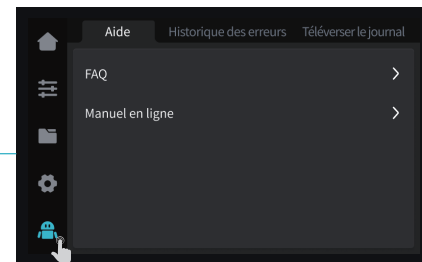 Aide
Historique des erreurs
Téléverser le journal
FAQ
Manuel en ligne